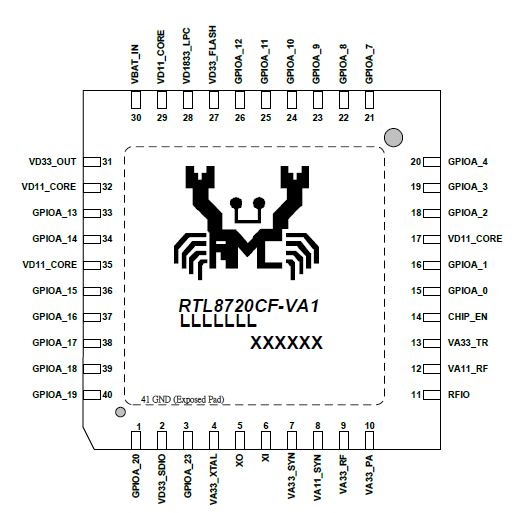 VBAT_IN
VD11_CORE
VD1833_LPC
VD33_FLASH
GPIOA_12
GPIOA_11
GPIOA_10
GPIOA_9
GPIOA_8
GPIOA_7
30 29 28 27 26 25 24 23 22 21
VD33_OUT 31
VD11_CORE 32
GPIOA_13 33
GPIOA_14 34
VD11_CORE 35
GPIOA_15 36
GPIOA_16 37
GPIOA_17 38
GPIOA_18 39
GPIOA_19 40
AMC
RTL8720CF-VA1
LLLLLLL
XXXXXX
41 GND (Exposed Pad)
20 GPIOA_4
19 GPIOA_3
18 GPIOA_2
17 VD11_CORE
16 GPIOA_1
15 GPIOA_0
14 CHIP_EN
13 VA33_TR
12 VA11_RF
11 RFIO
1 2 3 4 5 6 7 8 9 10
GPIOA_20
VD33_SDIO
GPIOA_23
VA33_XTAL
XO
XI
VA33_SYN
VA11_SYN
VA33_RF
VA33_PA